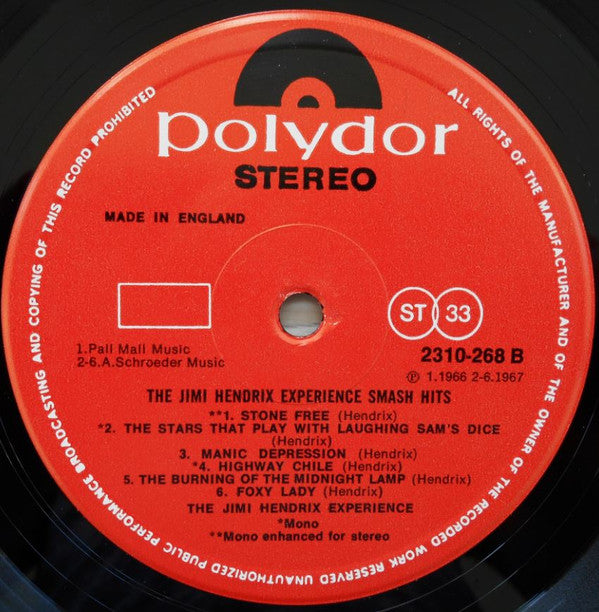 polydor
STEREO
MADE IN ENGLAND
ST 33
2310-268 B
1.Pall Mall Music
2-6.A.Schroeder Music
℗ 1.1966 2-6.1967
THE JIMI HENDRIX EXPERIENCE SMASH HITS
**1. STONE FREE (Hendrix)
*2. THE STARS THAT PLAY WITH LAUGHING SAM'S DICE
(Hendrix)
3. MANIC DEPRESSION (Hendrix)
*4. HIGHWAY CHILE (Hendrix)
5. THE BURNING OF THE MIDNIGHT LAMP (Hendrix)
6. FOXY LADY (Hendrix)
THE JIMI HENDRIX EXPERIENCE
*Mono
**Mono enhanced for stereo
ALL RIGHTS OF THE MANUFACTURER AND OF THE OWNER OF THE RECORDED WORK RESERVED UNAUTHORIZED PUBLIC PERFORMANCE BROADCASTING AND COPYING OF THIS RECORD PROHIBITED